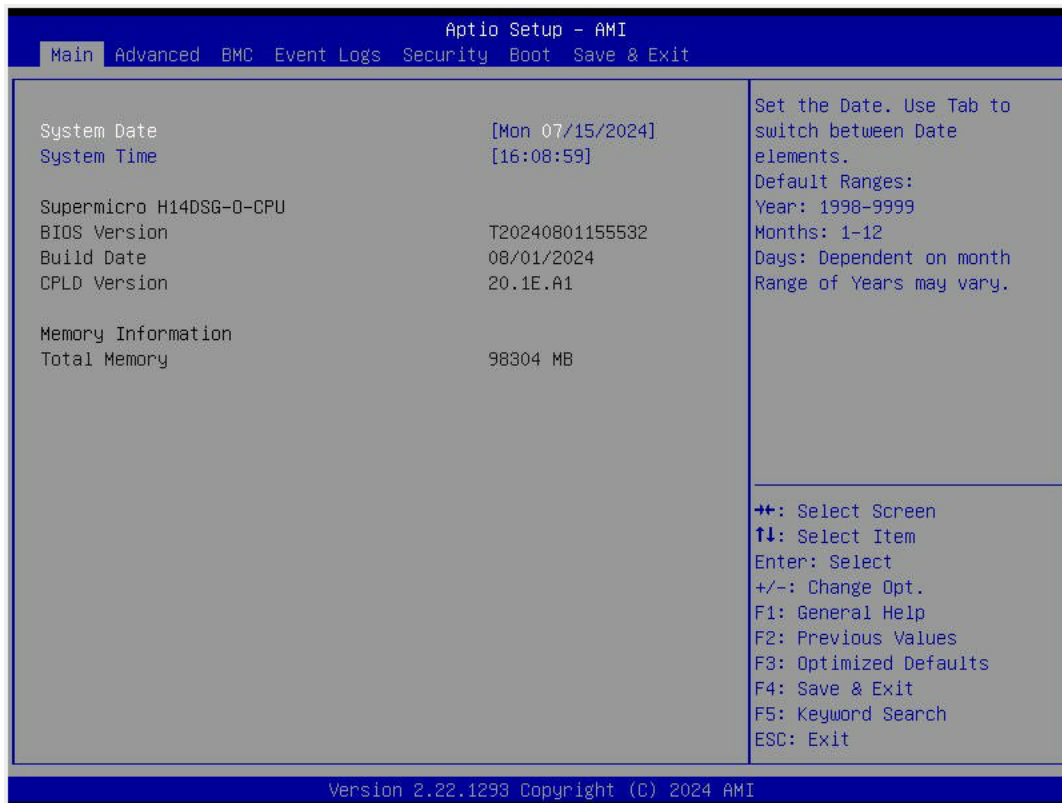 Aptio Setup – AMI
Main Advanced BMC Event Logs Security Boot Save & Exit
System Date [Mon 07/15/2024]
System Time [16:08:59]
Supermicro H14DSG-O-CPU
BIOS Version T20240801155532
Build Date 08/01/2024
CPLD Version 20.1E.A1
Memory Information
Total Memory 98304 MB
Set the Date. Use Tab to
switch between Date
elements.
Default Ranges:
Year: 1998-9999
Months: 1-12
Days: Dependent on month
Range of Years may vary.
→←: Select Screen
↑↓: Select Item
Enter: Select
+/-: Change Opt.
F1: General Help
F2: Previous Values
F3: Optimized Defaults
F4: Save & Exit
F5: Keyword Search
ESC: Exit
Version 2.22.1293 Copyright (C) 2024 AMI